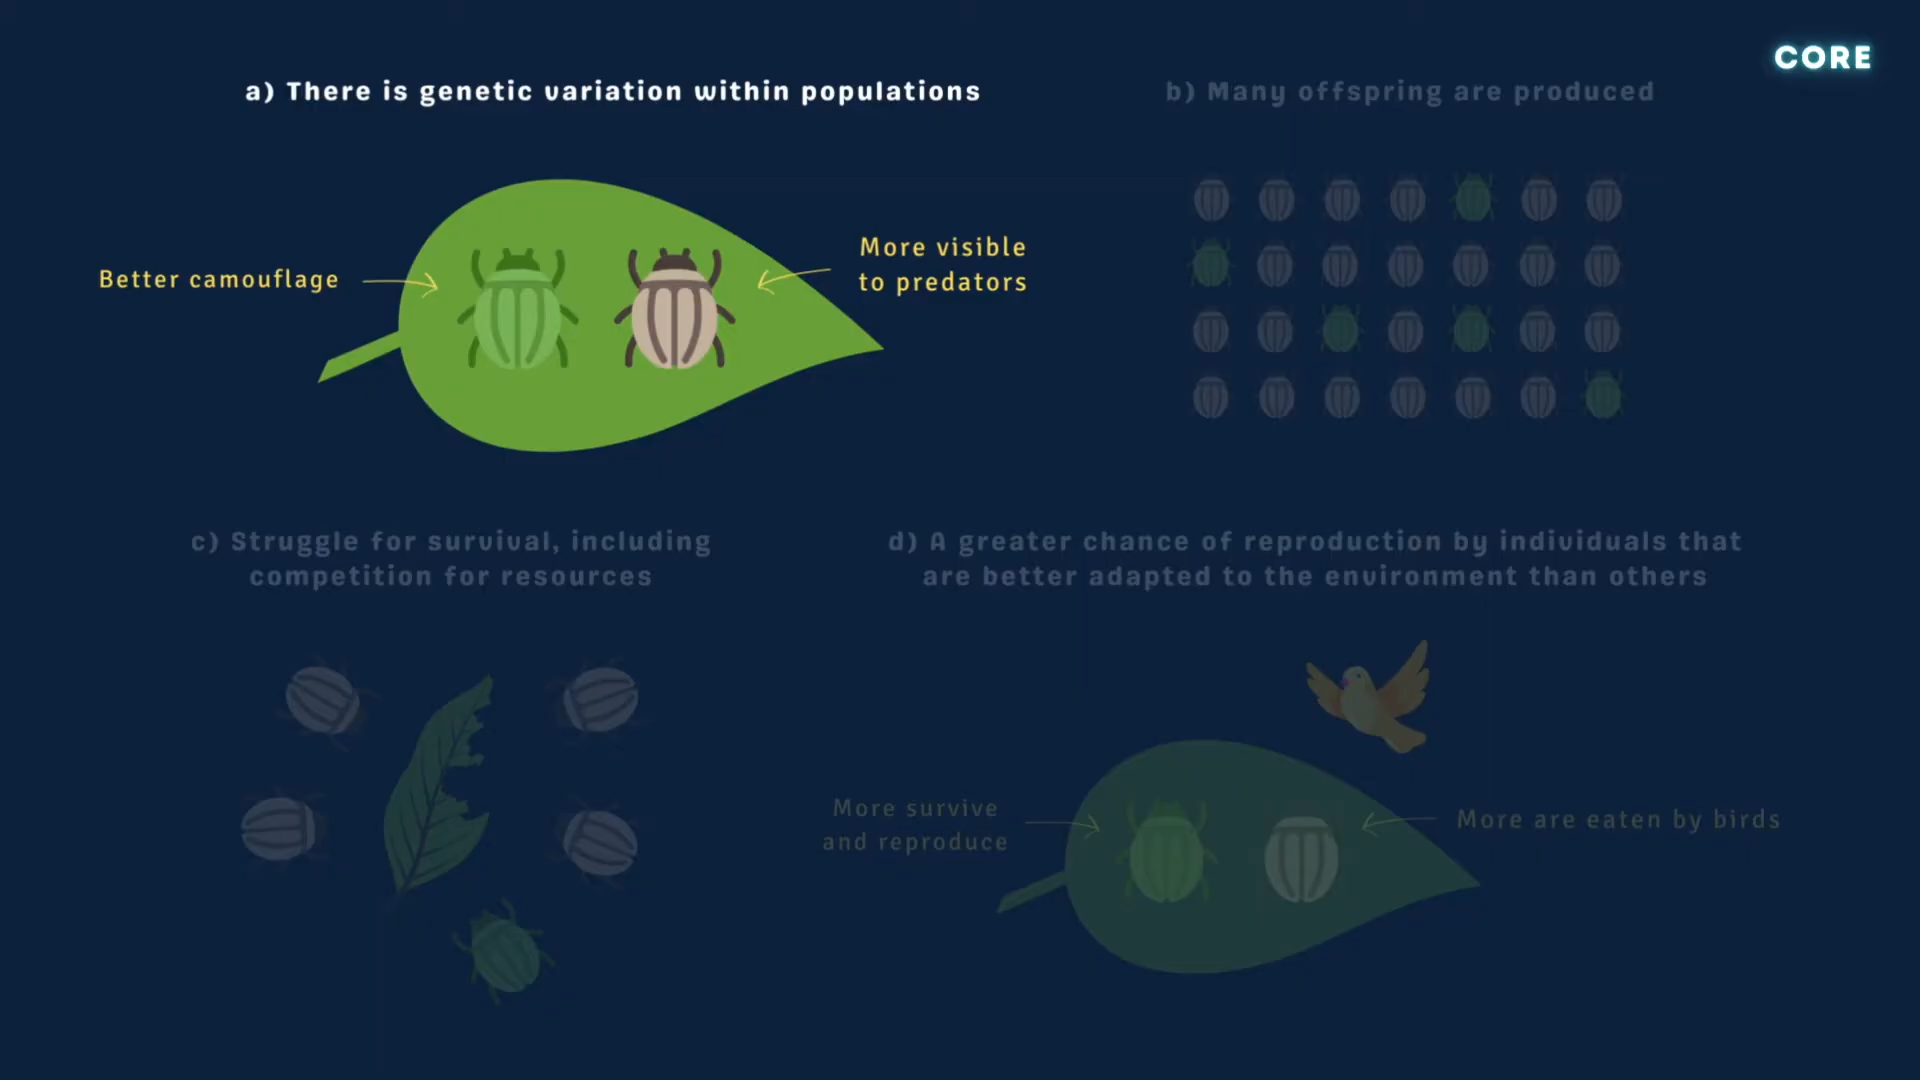 CORE
a) There is genetic variation within populations
b) Many offspring are produced
Better camouflage
More visible
to predators
c) Struggle for survival, including
competition for resources
d) A greater chance of reproduction by individuals that
are better adapted to the environment than others
More survive
and reproduce
More are eaten by birds